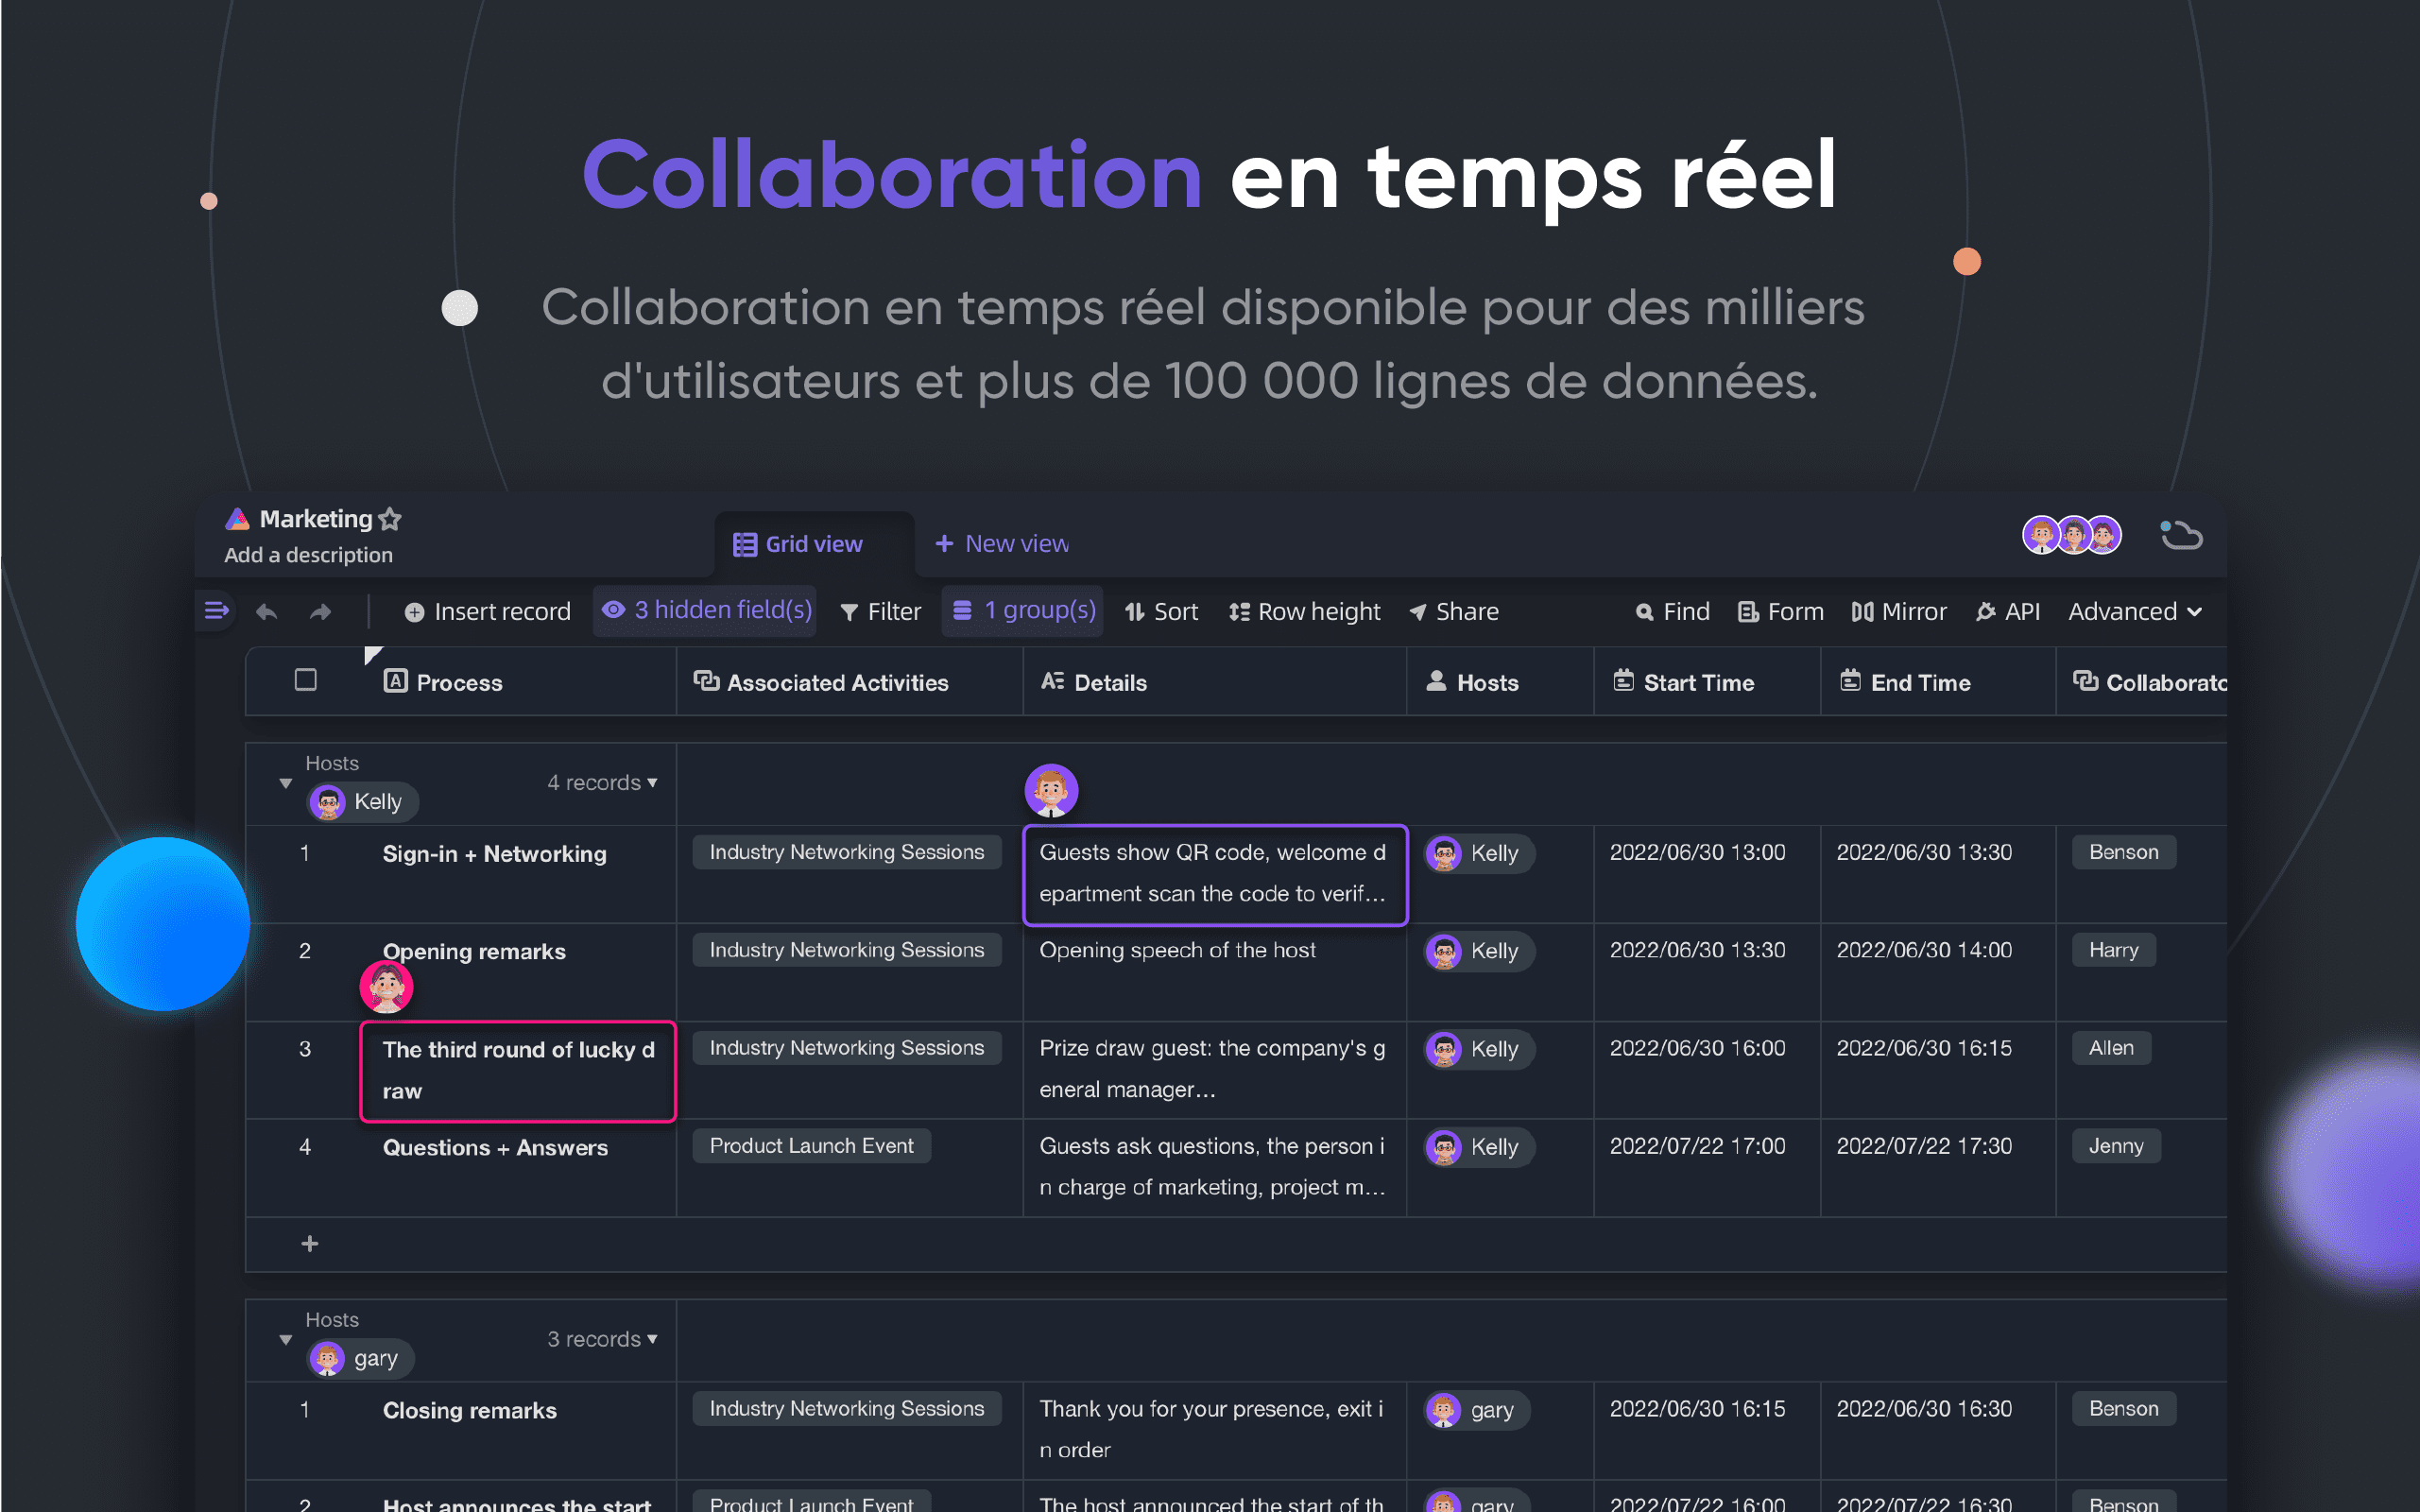 Collaboration en temps réel
Collaboration en temps réel disponible pour des milliers
d'utilisateurs et plus de 100 000 lignes de données.
Marketing
Add a description
Grid view
+ New view
Insert record
3 hidden field(s)
Filter
1 group(s)
Sort
Row height
Share
Find
Form
Mirror
API
Advanced
Process
Associated Activities
Details
Hosts
Start Time
End Time
Collaborato
Hosts
Kelly
4 records
1
Sign-in + Networking
Industry Networking Sessions
Guests show QR code, welcome d
epartment scan the code to verif...
Kelly
2022/06/30 13:00
2022/06/30 13:30
Benson
2
Opening remarks
Industry Networking Sessions
Opening speech of the host
Kelly
2022/06/30 13:30
2022/06/30 14:00
Harry
3
The third round of lucky d
raw
Industry Networking Sessions
Prize draw guest: the company's g
eneral manager...
Kelly
2022/06/30 16:00
2022/06/30 16:15
Allen
4
Questions + Answers
Product Launch Event
Guests ask questions, the person i
n charge of marketing, project m...
Kelly
2022/07/22 17:00
2022/07/22 17:30
Jenny
+
Hosts
gary
3 records
1
Closing remarks
Industry Networking Sessions
Thank you for your presence, exit i
n order
gary
2022/06/30 16:15
2022/06/30 16:30
Benson
2
Host announces the start
Product Launch Event
The host announced the start of th
gary
2022/07/22 16:00
2022/07/22 16:30
Benson